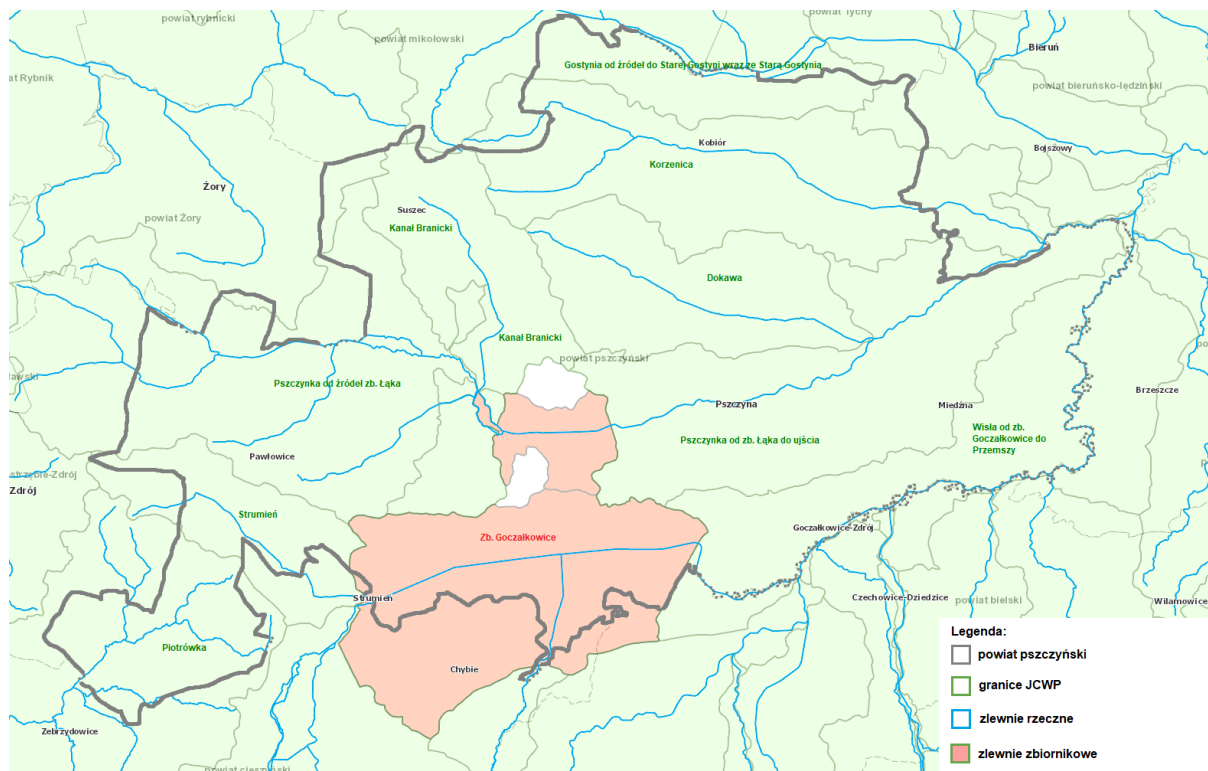 powiat rybnicki
powiat Tychy
powiat mikołowski
Bieruń
Gostynia od źródeł do Starej Gostyni wraz ze Starą Gostynią
powiat bieruńsko-lędziński
Kobiór
Bojszowy
Korzenica
Żory
Suszec
powiat Żory
Kanał Branicki
Dokawa
Kanał Branicki
powiat pszczyński
Pszczynka od źródeł zb. Łąka
Brzeszcze
Pszczyna
Miedźna
Wisła od zb.
Goczałkowice do
Przemszy
Pszczynka od zb. Łąka do ujścia
Pawłowice
Zdrój
Strumień
Goczałkowice-Zdrój
Zb. Goczałkowice
Strumień
Czechowice-Dziedzice
powiat bielski
Wilamowice
Piotrówka
Chybie
Zebrzydowice
powiat cieszyński
Legenda:
powiat pszczyński
granice JCWP
zlewnie rzeczne
zlewnie zbiornikowe